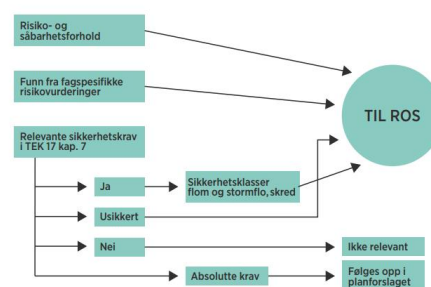 Risiko- og
såbarhetsforhold
Funn fra fagspesifikke
risikovurderinger
TIL ROS
Relevante sikkerhetskrav
i TEK 17 kap. 7
Ja
Sikkerhetsklasser
flom og stormflo, skred
Usikkert
Nei
Ikke relevant
Absolutte krav
Følges opp i
planforslaget